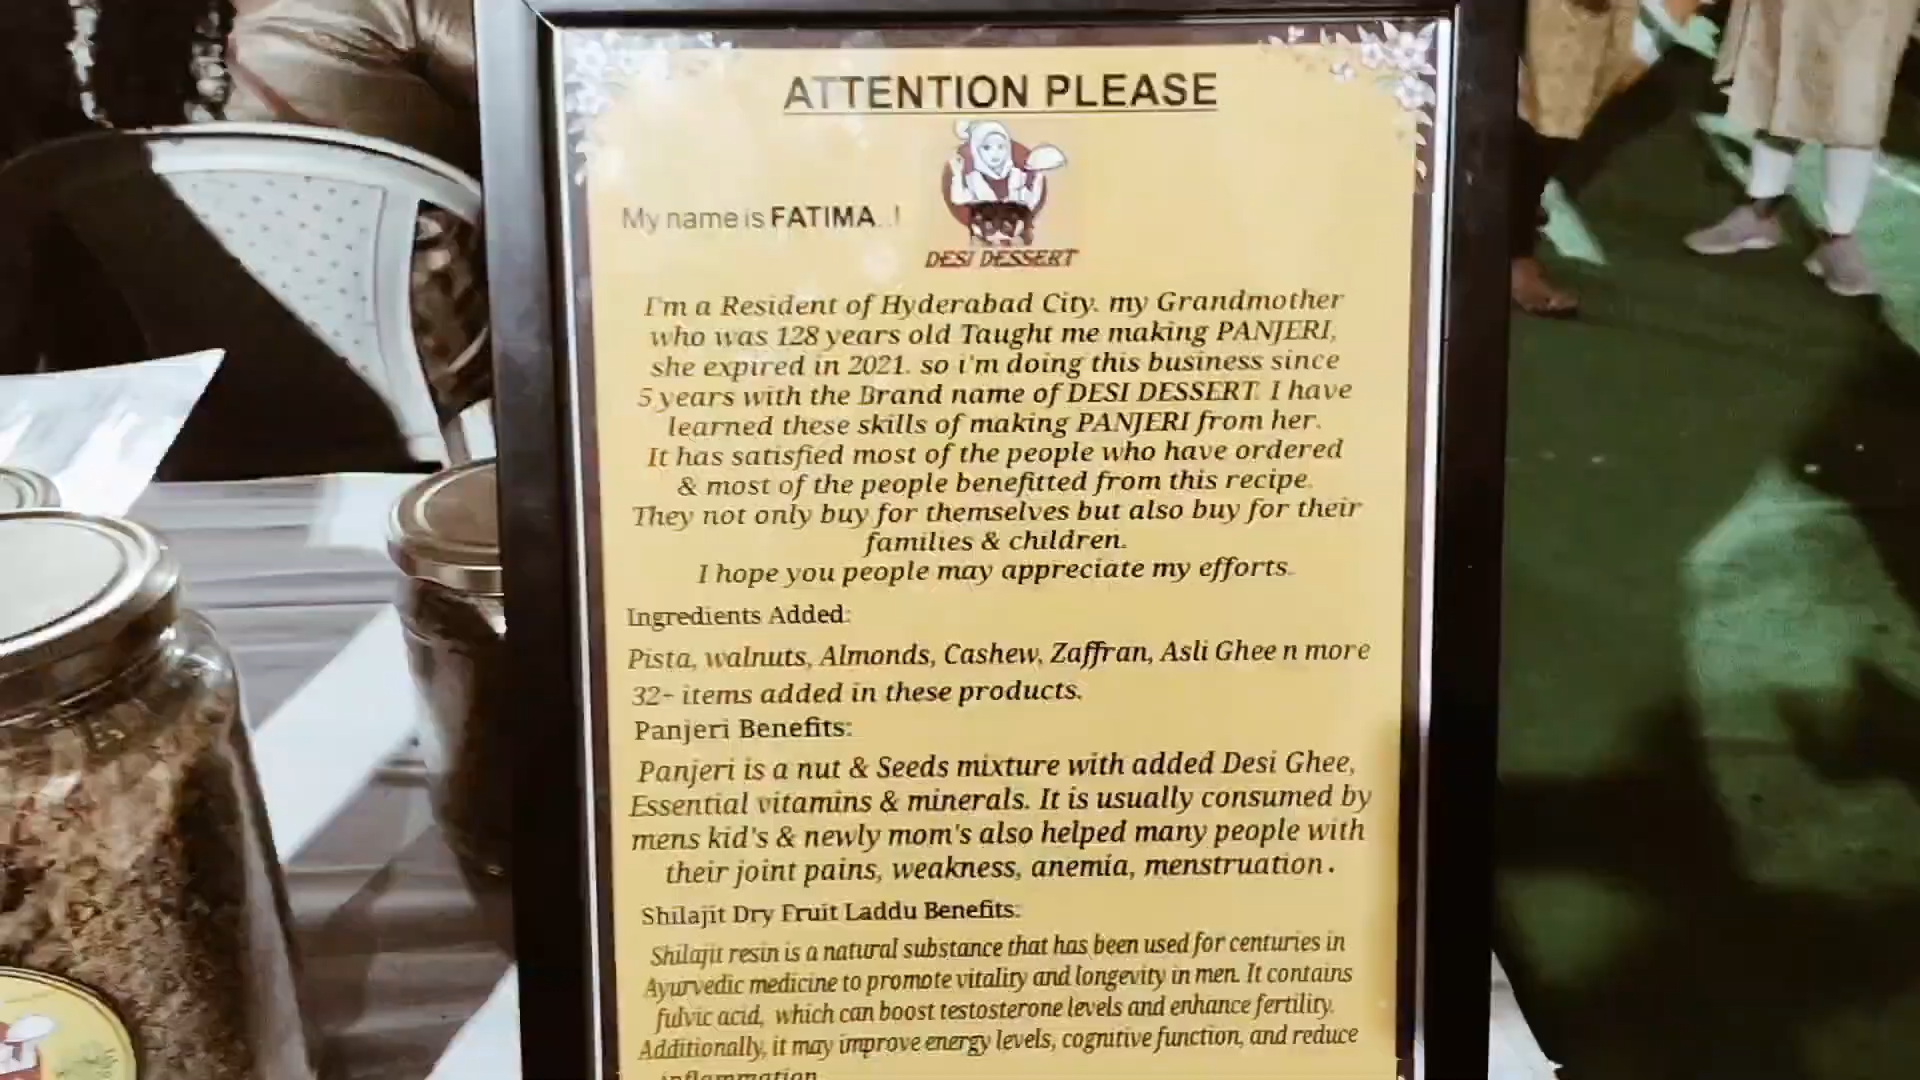 ATTENTION PLEASE
My name is FATIMA..!
DESI DESSERT
I'm a Resident of Hyderabad City. my Grandmother
who was 128 years old Taught me making PANJERI,
she expired in 2021. so i'm doing this business since
5 years with the Brand name of DESI DESSERT. I have
learned these skills of making PANJERI from her.
It has satisfied most of the people who have ordered
& most of the people benefitted from this recipe.
They not only buy for themselves but also buy for their
families & children.
I hope you people may appreciate my efforts.
Ingredients Added:
Pista, walnuts, Almonds, Cashew, Zaffran, Asli Ghee n more
32+ items added in these products.
Panjeri Benefits:
Panjeri is a nut & Seeds mixture with added Desi Ghee,
Essential vitamins & minerals. It is usually consumed by
mens kid's & newly mom's also helped many people with
their joint pains, weakness, anemia, menstruation .
Shilajit Dry Fruit Laddu Benefits:
Shilajit resin is a natural substance that has been used for centuries in
Ayurvedic medicine to promote vitality and longevity in men. It contains
fulvic acid, which can boost testosterone levels and enhance fertility.
Additionally, it may improve energy levels, cognitive function, and reduce
inflammation